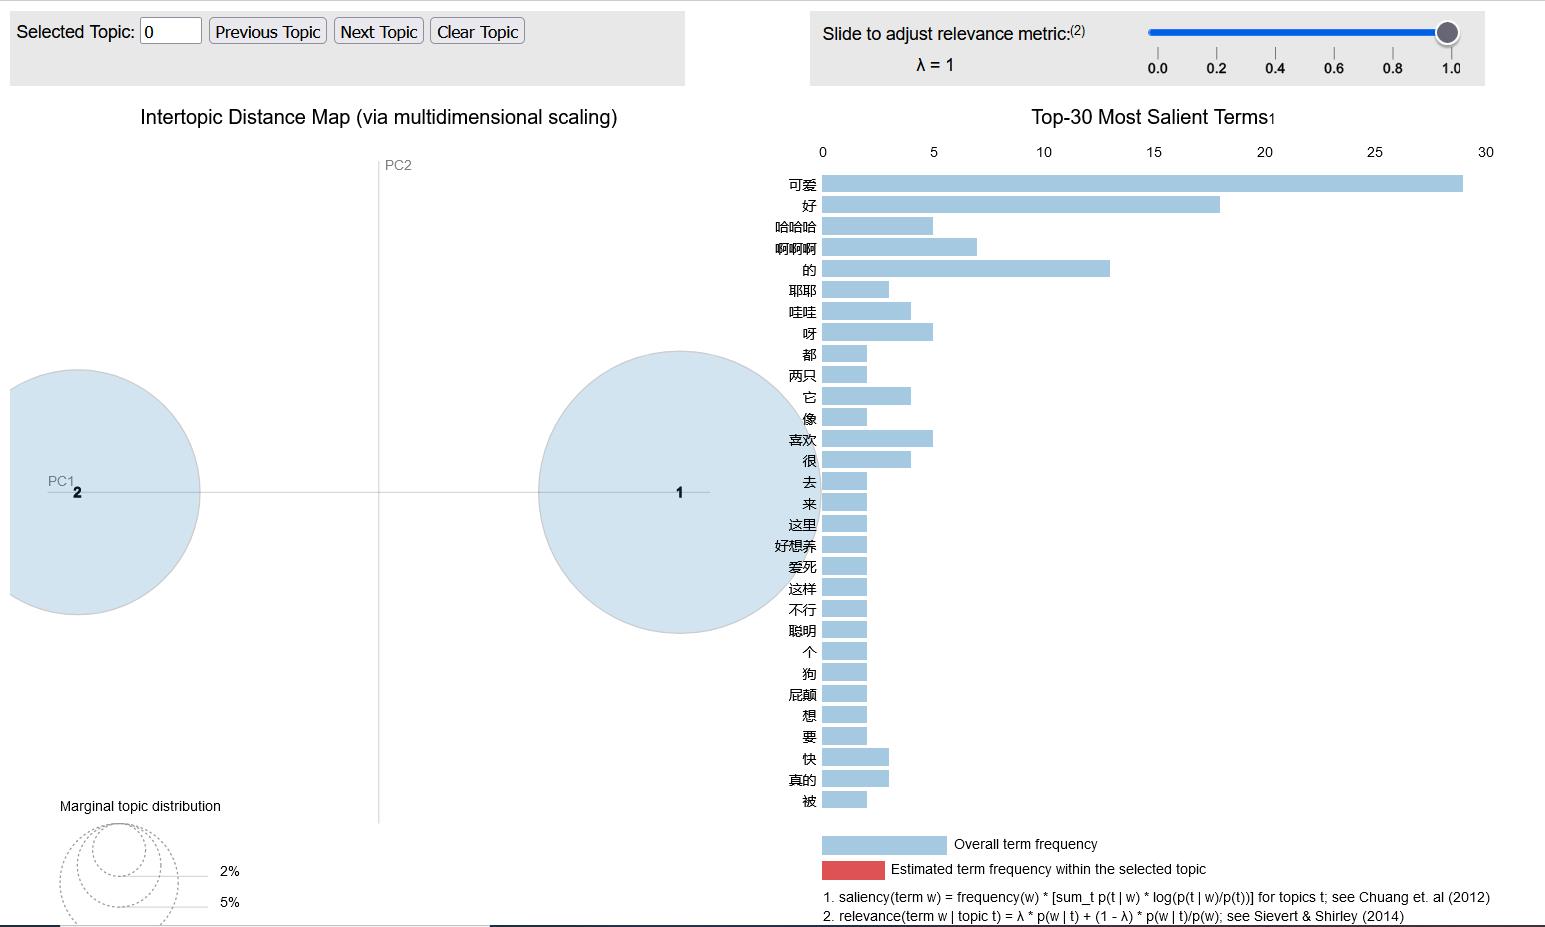 Selected Topic: 0 Previous Topic Next Topic Clear Topic
Slide to adjust relevance metric:(2)
λ = 1
0.0 0.2 0.4 0.6 0.8 1.0
Intertopic Distance Map (via multidimensional scaling)
PC2
PC1
2
1
Marginal topic distribution
2%
5%
Top-30 Most Salient Terms1
0 5 10 15 20 25 30
可爱
好
哈哈哈
啊啊啊
的
耶耶
哇哇
呀
都
两只
它
像
喜欢
很
去
来
这里
好想养
爱死
这样
不行
聪明
个
狗
屁颠
想
要
快
真的
被
Overall term frequency
Estimated term frequency within the selected topic
1. saliency(term w) = frequency(w) * [sum_t p(t | w) * log(p(t | w)/p(t))] for topics t; see Chuang et. al (2012)
2. relevance(term w | topic t) = λ * p(w | t) + (1 - λ) * p(w | t)/p(w); see Sievert & Shirley (2014)